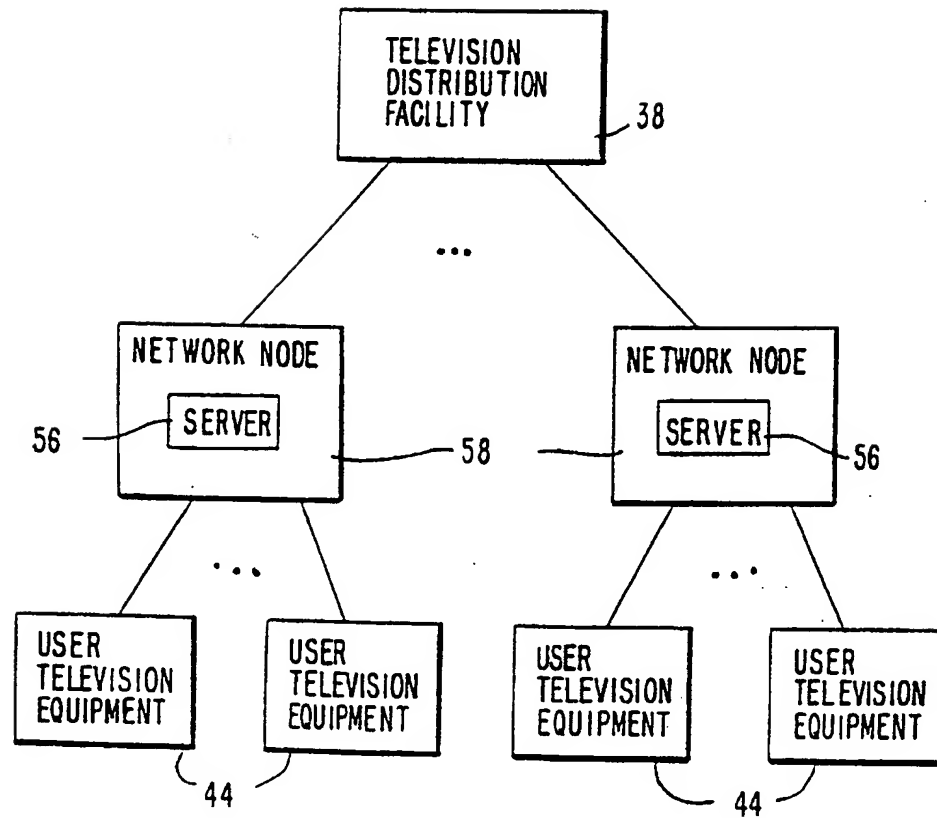 TELEVISION
DISTRIBUTION
FACILITY
38
NETWORK NODE
SERVER
56
58
NETWORK NODE
SERVER
56
USER
TELEVISION
EQUIPMENT
USER
TELEVISION
EQUIPMENT
44
USER
TELEVISION
EQUIPMENT
USER
TELEVISION
EQUIPMENT
44